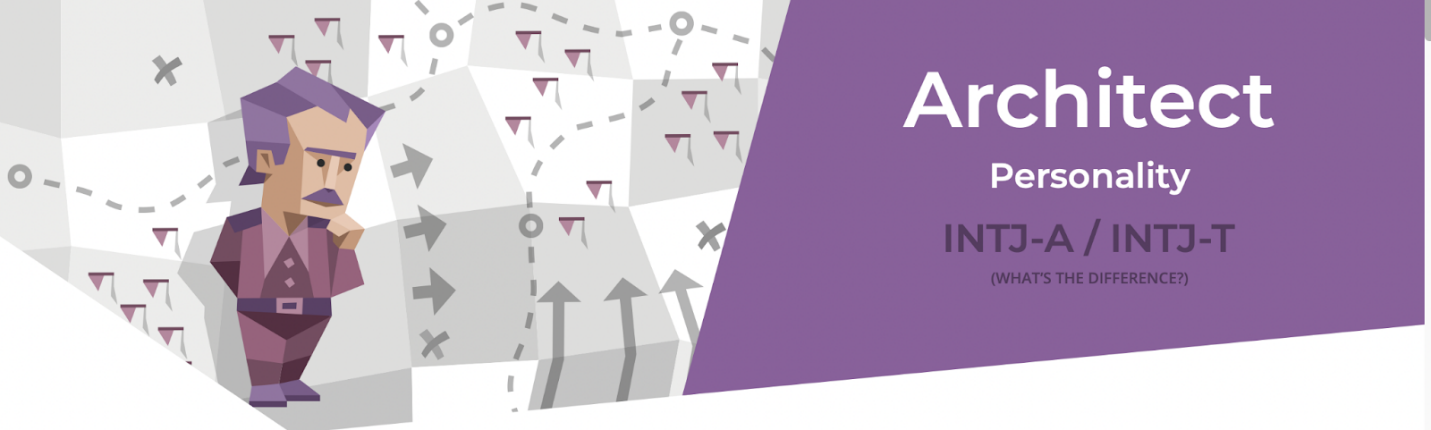 Architect
Personality
INTJ-A / INTJ-T
(WHAT'S THE DIFFERENCE?)